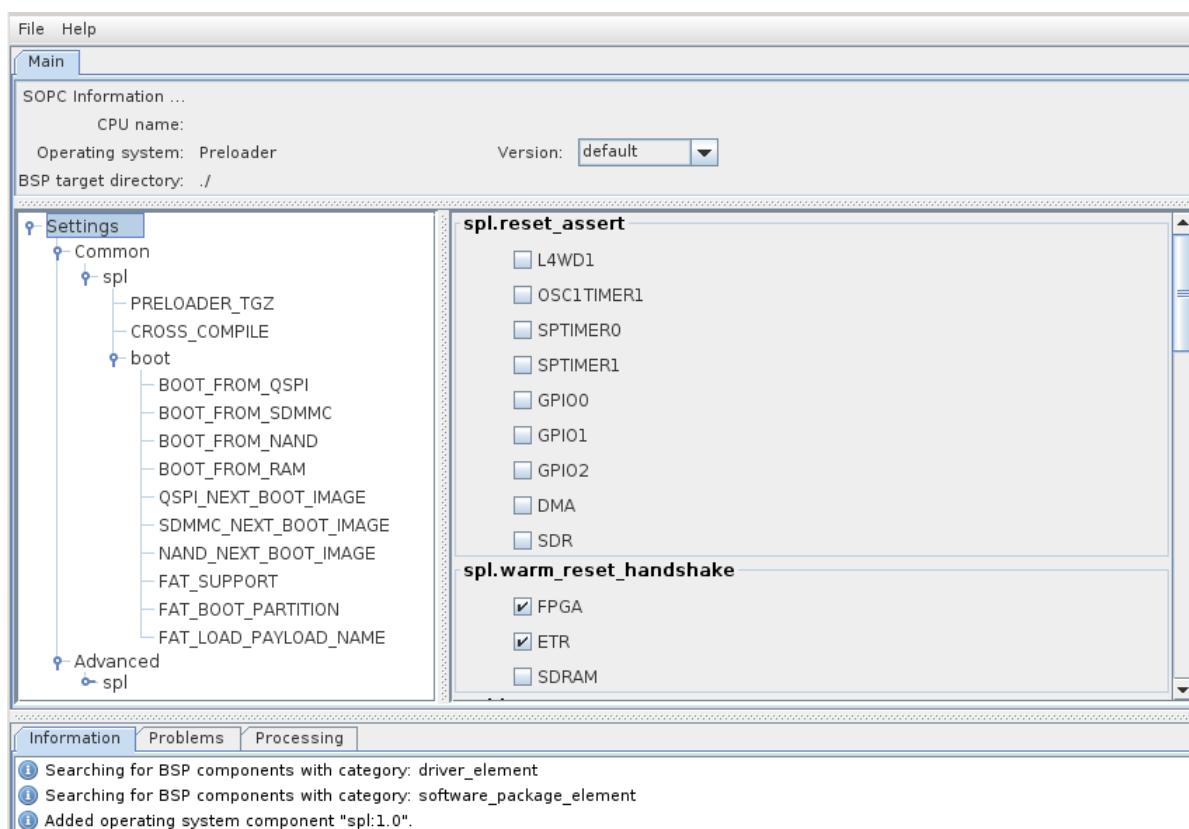 File Help
Main
SOPC Information ...
CPU name:
Operating system: Preloader Version: default
BSP target directory: ./
Settings
Common
spl
PRELOADER_TGZ
CROSS_COMPILE
boot
BOOT_FROM_QSPI
BOOT_FROM_SDMMC
BOOT_FROM_NAND
BOOT_FROM_RAM
QSPI_NEXT_BOOT_IMAGE
SDMMC_NEXT_BOOT_IMAGE
NAND_NEXT_BOOT_IMAGE
FAT_SUPPORT
FAT_BOOT_PARTITION
FAT_LOAD_PAYLOAD_NAME
Advanced
spl
spl.reset_assert
L4WD1
OSC1TIMER1
SPTIMER0
SPTIMER1
GPIO0
GPIO1
GPIO2
DMA
SDR
spl.warm_reset_handshake
FPGA
ETR
SDRAM
Information Problems Processing
Searching for BSP components with category: driver_element
Searching for BSP components with category: software_package_element
Added operating system component "spl:1.0".